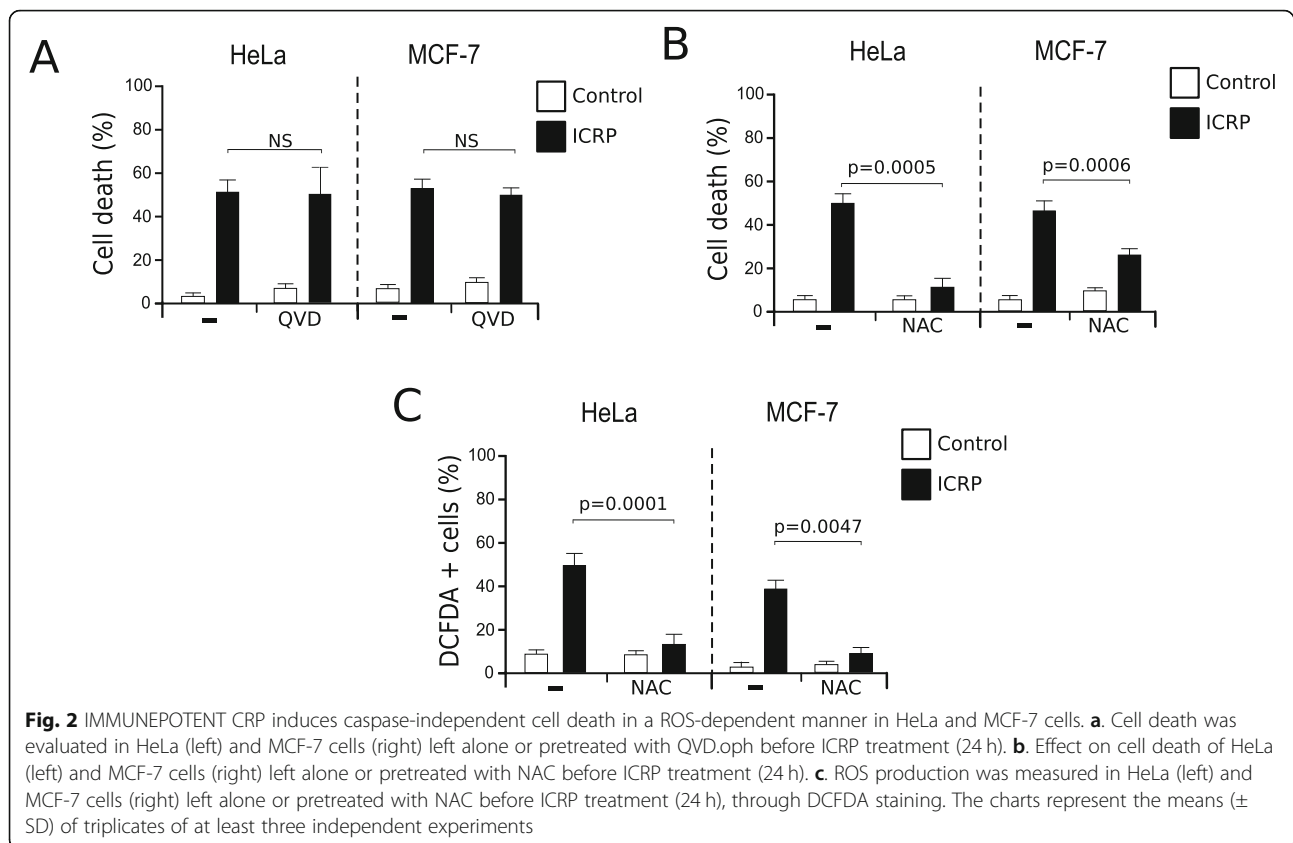 A
HeLa
MCF-7
Control
ICRP
Cell death (%)
100
80
60
40
20
0
NS
NS
-
QVD
-
QVD
B
HeLa
MCF-7
Control
ICRP
Cell death (%)
100
80
60
40
20
0
p=0.0005
p=0.0006
-
NAC
-
NAC
C
HeLa
MCF-7
Control
ICRP
DCFDA + cells (%)
100
80
60
40
20
0
p=0.0001
p=0.0047
-
NAC
-
NAC
Fig. 2 IMMUNEPOTENT CRP induces caspase-independent cell death in a ROS-dependent manner in HeLa and MCF-7 cells. a. Cell death was
evaluated in HeLa (left) and MCF-7 cells (right) left alone or pretreated with QVD.oph before ICRP treatment (24 h). b. Effect on cell death of HeLa
(left) and MCF-7 cells (right) left alone or pretreated with NAC before ICRP treatment (24 h). c. ROS production was measured in HeLa (left) and
MCF-7 cells (right) left alone or pretreated with NAC before ICRP treatment (24 h), through DCFDA staining. The charts represent the means (±
SD) of triplicates of at least three independent experiments